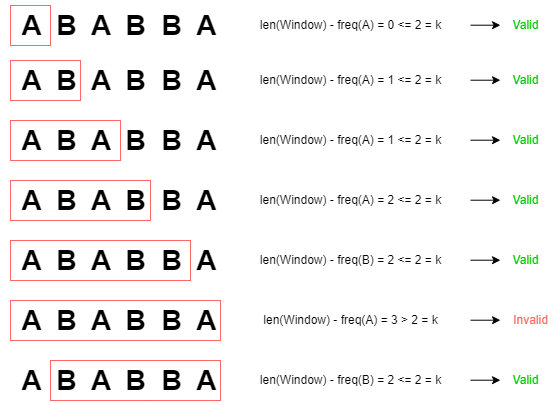 A B A B B A len(Window) - freq(A) = 0 <= 2 = k Valid
A B A B B A len(Window) - freq(A) = 1 <= 2 = k Valid
A B A B B A len(Window) - freq(A) = 1 <= 2 = k Valid
A B A B B A len(Window) - freq(A) = 2 <= 2 = k Valid
A B A B B A len(Window) - freq(B) = 2 <= 2 = k Valid
A B A B B A len(Window) - freq(A) = 3 > 2 = k Invalid
A B A B B A len(Window) - freq(B) = 2 <= 2 = k Valid